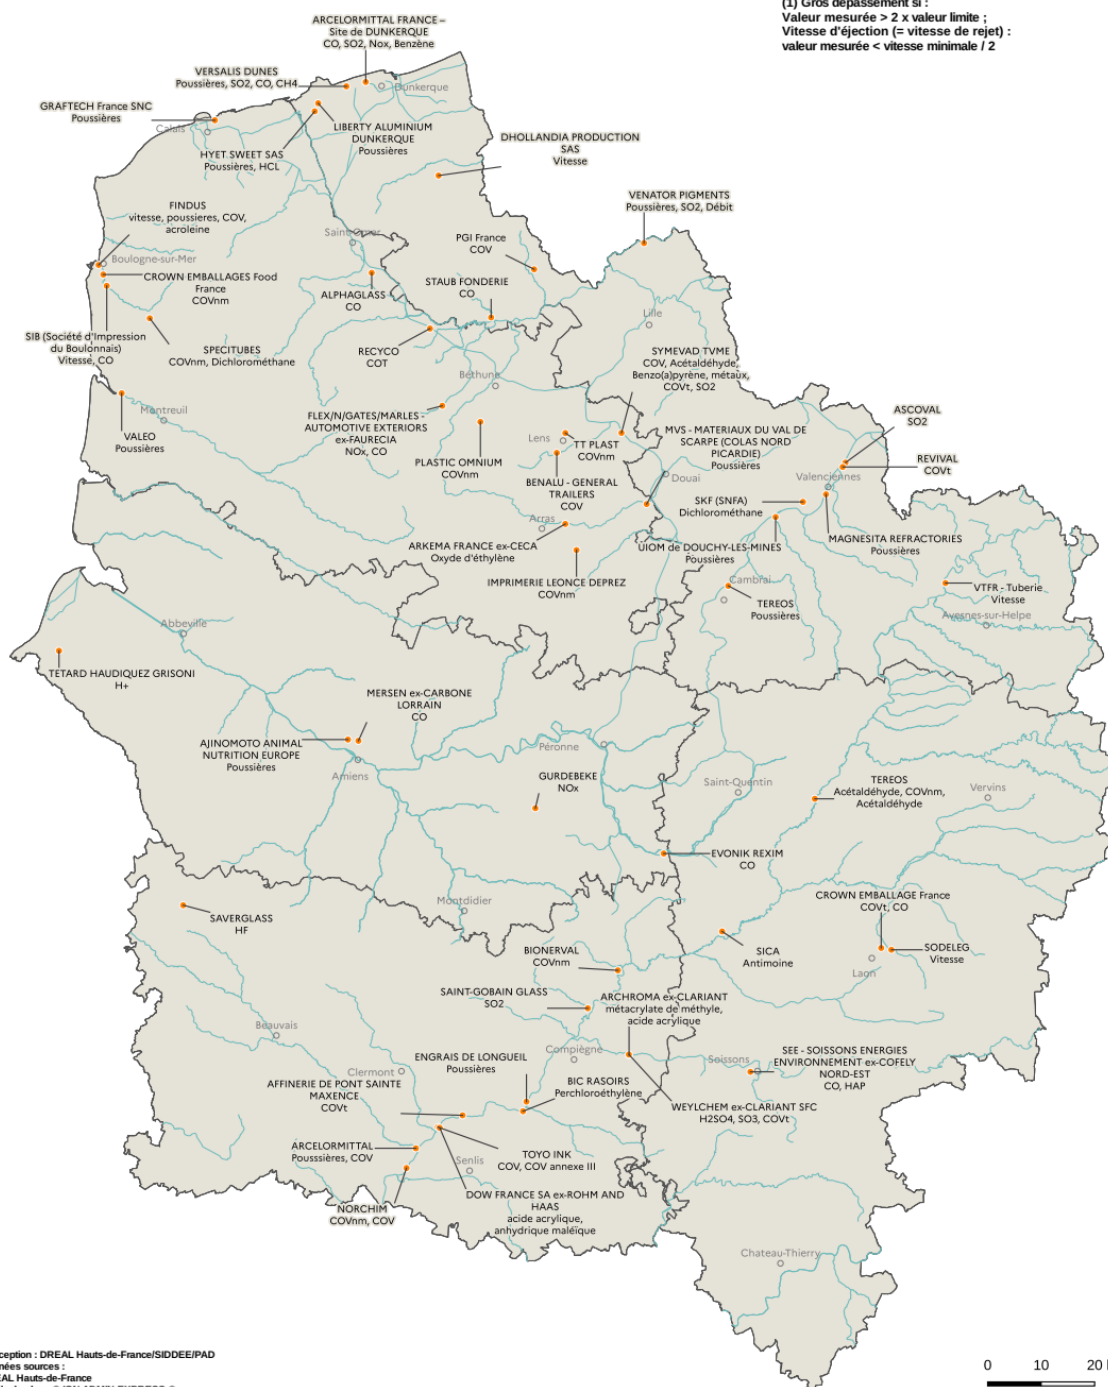 (1) Gros dépassement si :
Valeur mesurée > 2 x valeur limite ;
Vitesse d'éjection (= vitesse de rejet) :
valeur mesurée < vitesse minimale / 2
ARCELORMITTAL FRANCE –
Site de DUNKERQUE
CO, SO2, Nox, Benzène
VERSALIS DUNES
Poussières, SO2, CO, CH4
Dunkerque
GRAFTECH France SNC
Poussières
Calais
LIBERTY ALUMINIUM
DUNKERQUE
Poussières
HYET SWEET SAS
Poussières, HCL
DHOLLANDIA PRODUCTION
SAS
Vitesse
VENATOR PIGMENTS
Poussières, SO2, Débit
FINDUS
vitesse, poussieres, COV,
acroleine
Saint-Omer
PGI France
COV
Boulogne-sur-Mer
CROWN EMBALLAGES Food
France
COVnm
ALPHAGLASS
CO
STAUB FONDERIE
CO
Lille
SIB (Société d'Impression
du Boulonnais)
Vitesse, CO
SPECITUBES
COVnm, Dichlorométhane
RECYCO
COT
SYMEVAD TVME
COV, Acétaldéhyde,
Benzo(a)pyrène, métaux,
COVt, SO2
Béthune
Montreuil
VALEO
Poussières
FLEX/N/GATES/MARLES -
AUTOMOTIVE EXTERIORS
ex-FAURECIA
NOx, CO
PLASTIC OMNIUM
COVnm
Lens
TT PLAST
COVnm
BENALU - GENERAL
TRAILERS
COV
MVS - MATERIAUX DU VAL DE
SCARPE (COLAS NORD
PICARDIE)
Poussières
ASCOVAL
SO2
REVIVAL
COVt
Douai
Valenciennes
SKF (SNFA)
Dichlorométhane
Arras
ARKEMA FRANCE ex-CECA
Oxyde d'éthylène
UIOM de DOUCHY-LES-MINES
Poussières
MAGNESITA REFRACTORIES
Poussières
IMPRIMERIE LEONCE DEPREZ
COVnm
Cambrai
TEREOS
Poussières
VTFR - Tuberie
Vitesse
Avesnes-sur-Helpe
Abbeville
TETARD HAUDIQUEZ GRISONI
H+
MERSEN ex-CARBONE
LORRAIN
CO
AJINOMOTO ANIMAL
NUTRITION EUROPE
Poussières
Amiens
Péronne
GURDEBEKE
NOx
Saint-Quentin
TEREOS
Acétaldéhyde, COVnm,
Acétaldéhyde
Vervins
EVONIK REXIM
CO
SAVERGLASS
HF
Montdidier
CROWN EMBALLAGE France
COVt, CO
BIONERVAL
COVnm
SICA
Antimoine
SODELEG
Vitesse
Laon
SAINT-GOBAIN GLASS
SO2
ARCHROMA ex-CLARIANT
métacrylate de méthyle,
acide acrylique
Beauvais
Compiègne
Soissons
SEE - SOISSONS ENERGIES
ENVIRONNEMENT ex-COFELY
NORD-EST
CO, HAP
ENGRAIS DE LONGUEIL
Poussières
Clermont
AFFINERIE DE PONT SAINTE
MAXENCE
COVt
BIC RASOIRS
Perchloroéthylène
WEYLCHEM ex-CLARIANT SFC
H2SO4, SO3, COVt
ARCELORMITTAL
Pousssières, COV
TOYO INK
COV, COV annexe III
Senlis
DOW FRANCE SA ex-ROHM AND
HAAS
acide acrylique,
anhydrique maléique
NORCHIM
COVnm, COV
Chateau-Thierry
ception : DREAL Hauts-de-France/SIDDEE/PAD
nées sources :
EAL Hauts-de-France
0 10 20